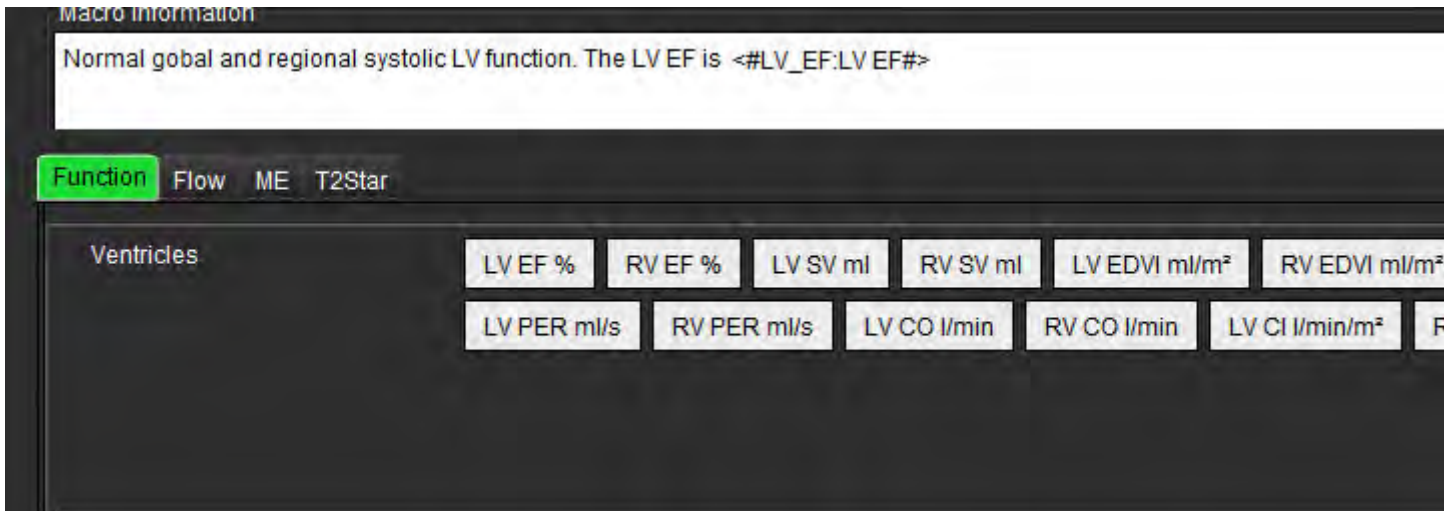 Macro Information
Normal gobal and regional systolic LV function. The LV EF is <#LV_EF:LV EF#>
Function Flow ME T2Star
Ventricles LV EF % RV EF % LV SV ml RV SV ml LV EDVI ml/m² RV EDVI ml/m²
LV PER ml/s RV PER ml/s LV CO l/min RV CO l/min LV CI l/min/m² R